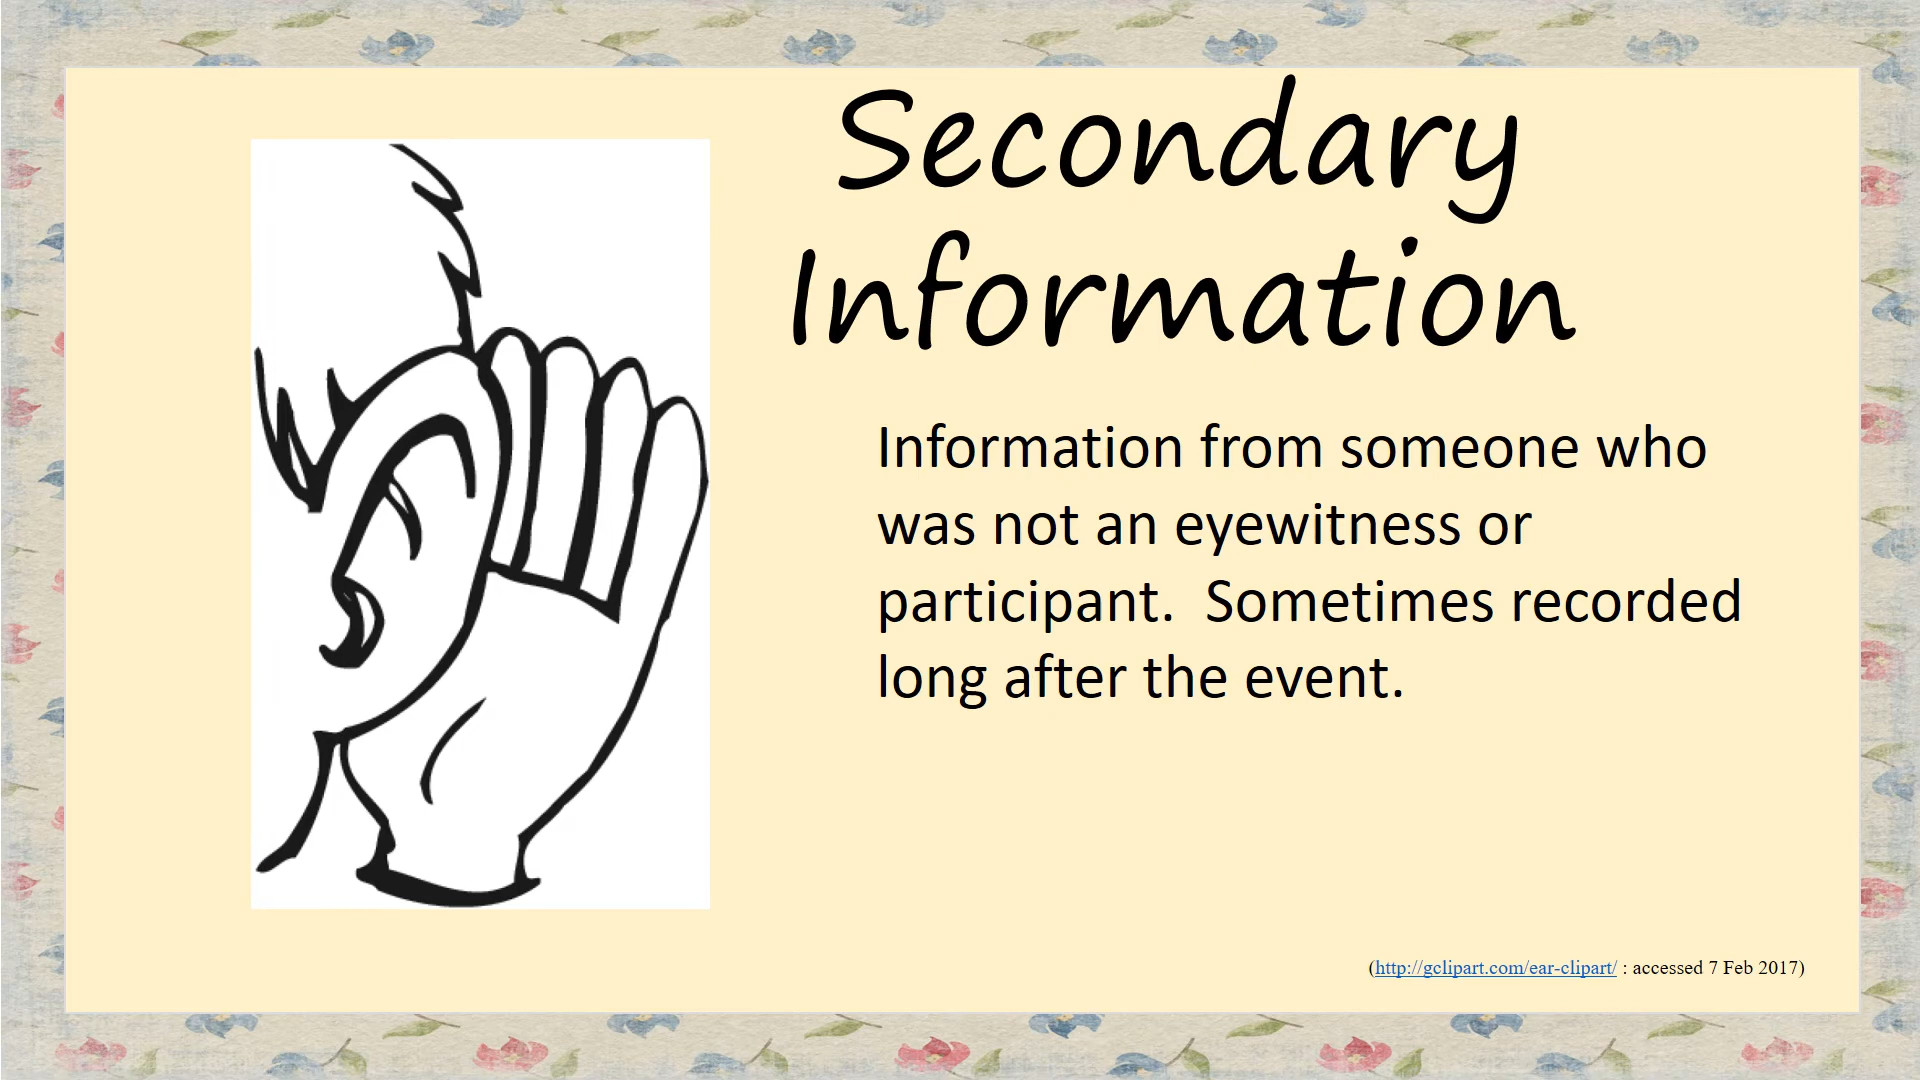 Secondary
Information
Information from someone who
was not an eyewitness or
participant.  Sometimes recorded
long after the event.
(http://gclipart.com/ear-clipart/ : accessed 7 Feb 2017)